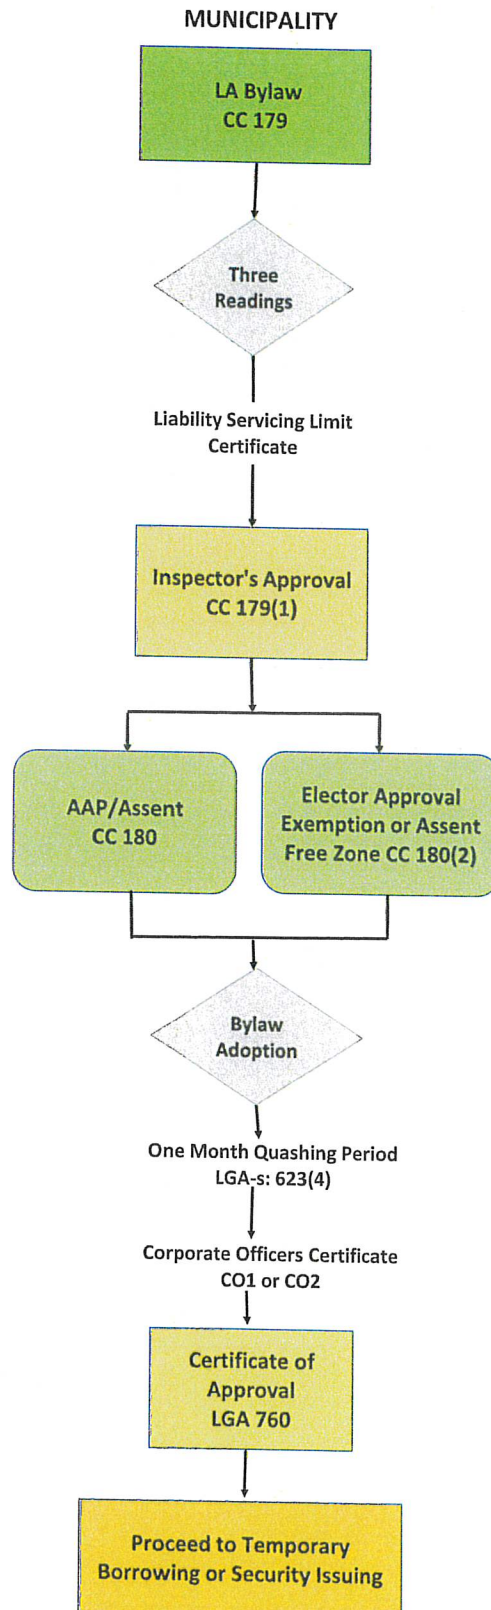 MUNICIPALITY
LA Bylaw
CC 179
Three
Readings
Liability Servicing Limit
Certificate
Inspector's Approval
CC 179(1)
AAP/Assent
CC 180
Elector Approval
Exemption or Assent
Free Zone CC 180(2)
Bylaw
Adoption
One Month Quashing Period
LGA-s: 623(4)
Corporate Officers Certificate
CO1 or CO2
Certificate of
Approval
LGA 760
Proceed to Temporary
Borrowing or Security Issuing